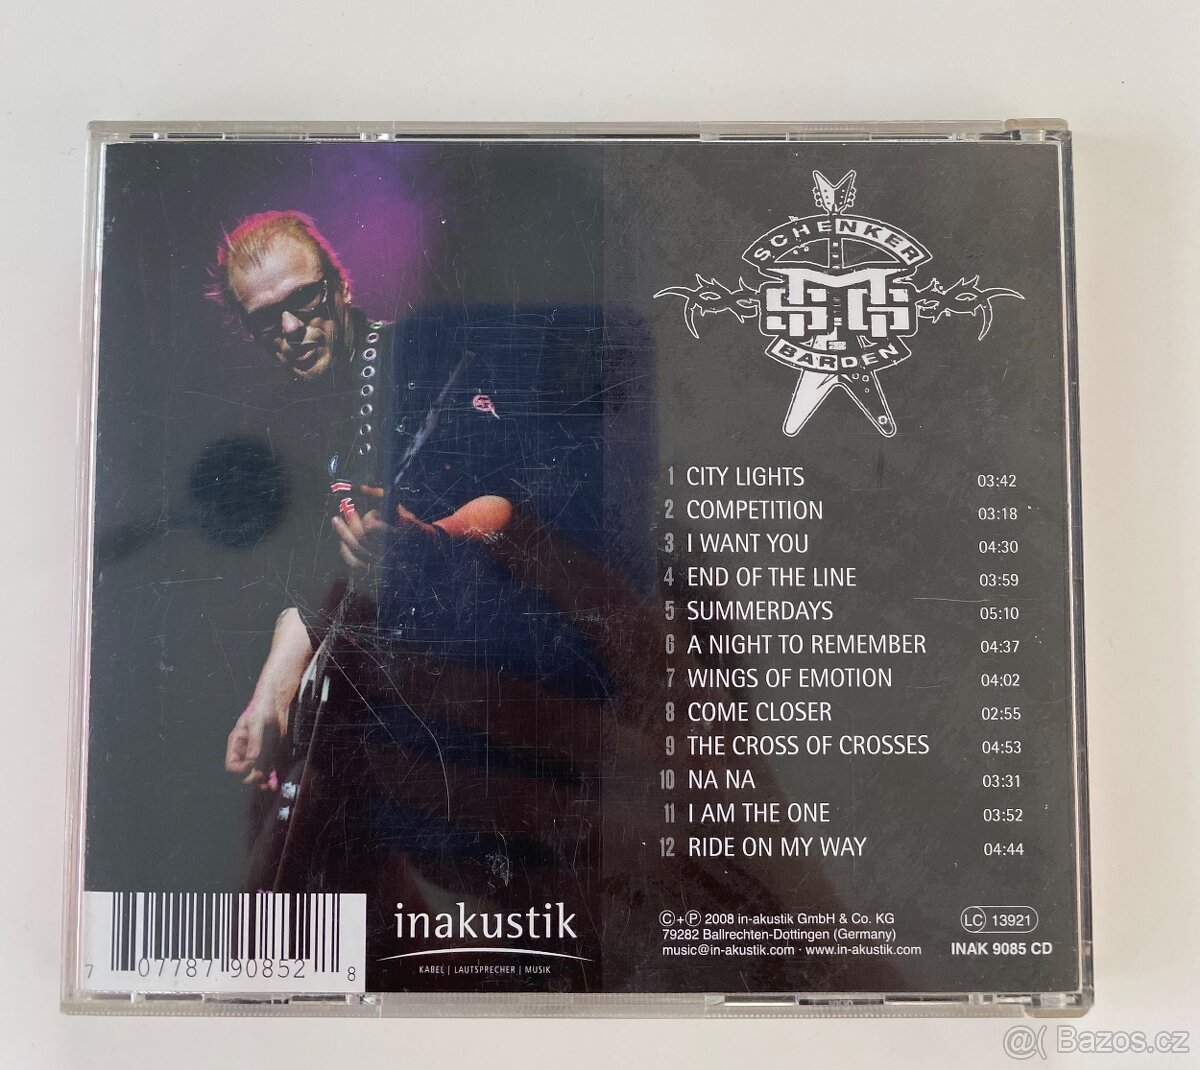 SCHENKER
MSG
BARDEN
1 CITY LIGHTS 03:42
2 COMPETITION 03:18
3 I WANT YOU 04:30
4 END OF THE LINE 03:59
5 SUMMERDAYS 05:10
6 A NIGHT TO REMEMBER 04:37
7 WINGS OF EMOTION 04:02
8 COME CLOSER 02:55
9 THE CROSS OF CROSSES 04:53
10 NA NA 03:31
11 I AM THE ONE 03:52
12 RIDE ON MY WAY 04:44
7 07787 90852 8
inakustik
KABEL | LAUTSPRECHER | MUSIK
©+℗ 2008 in-akustik GmbH & Co. KG
79282 Ballrechten-Dottingen (Germany)
music@in-akustik.com · www.in-akustik.com
LC 13921
INAK 9085 CD
@( Bazos.cz